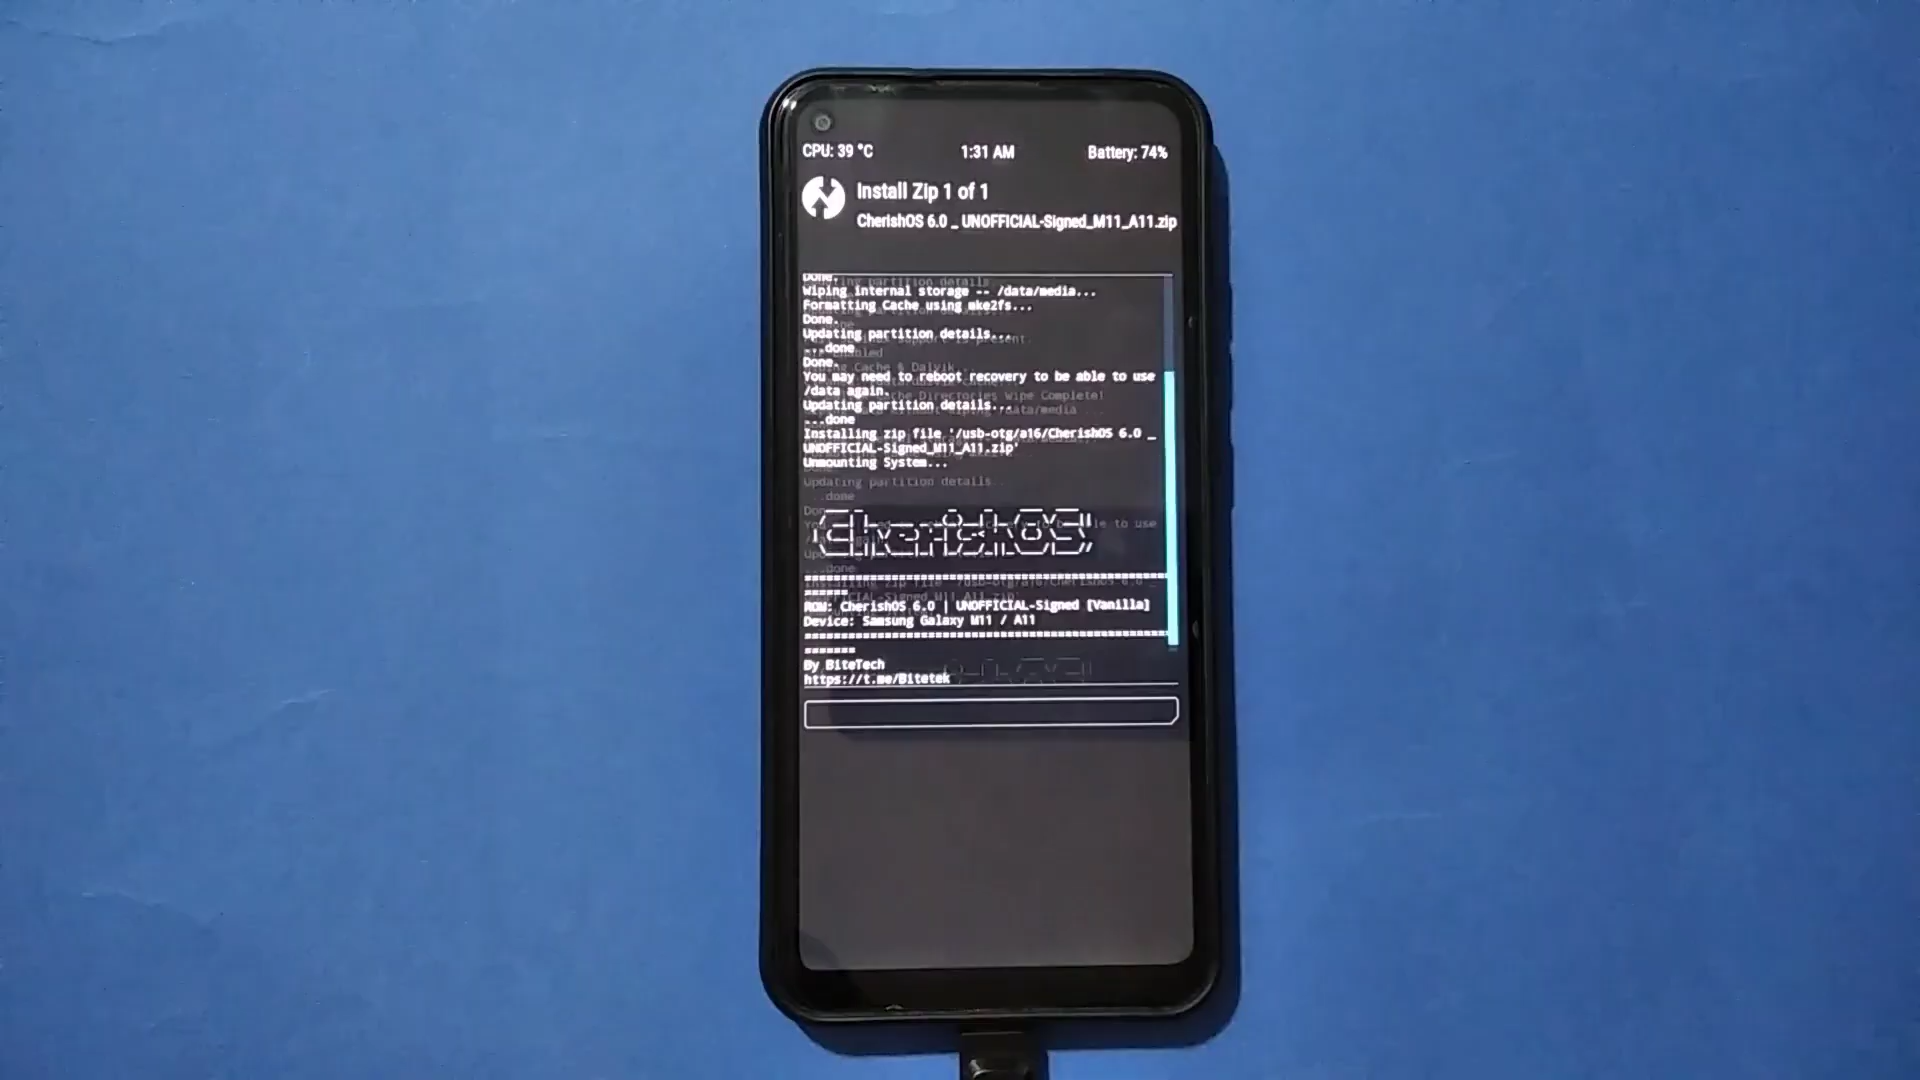 CPU: 39 °C
1:31 AM
Battery: 74%
Install Zip 1 of 1
CherishOS 6.0 _ UNOFFICIAL-Signed_M11_A11.zip
Done.
Wiping internal storage -- /data/media...
Formatting Cache using mke2fs...
Done.
Updating partition details...
...done
Done.
You may need to reboot recovery to be able to use
/data again.
Updating partition details...
...done
Installing zip file '/usb-otg/a16/CherishOS 6.0 _
UNOFFICIAL-Signed_M11_A11.zip'
Unmounting System...
CherishOS
ROM: CherishOS 6.0 | UNOFFICIAL-Signed [Vanilla]
Device: Samsung Galaxy M11 / A11
By BiteTech
https://t.me/Bitetek